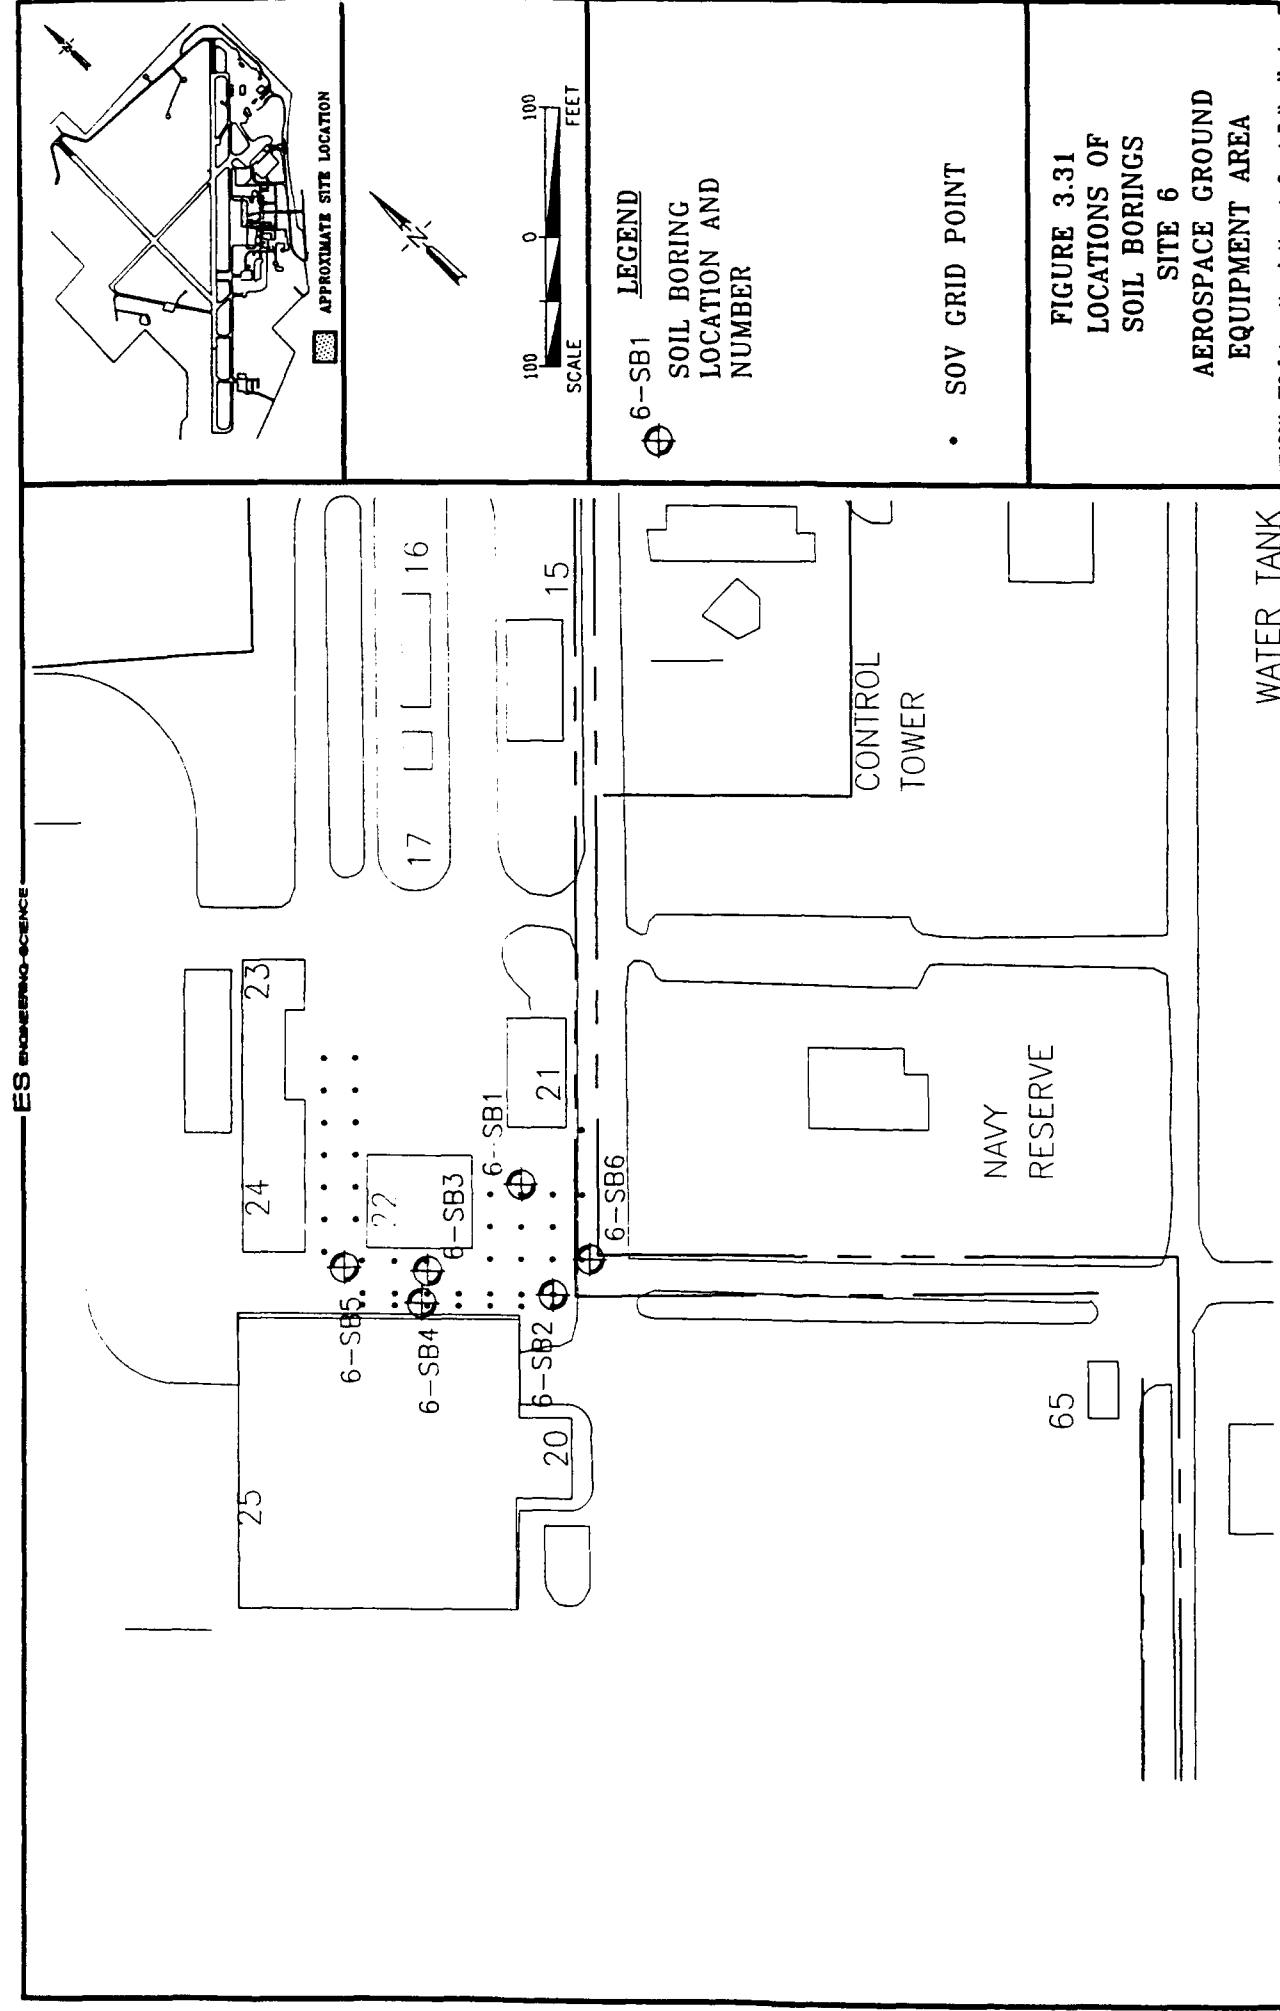 ES ENGINEERING-SCIENCE
25
24
23
20
6-SB5
6-SB4
6-SB2
22
6-SB3
6-SB1
21
6-SB6
17
16
15
65
NAVY
RESERVE
CONTROL
TOWER
WATER TANK
N
APPROXIMATE SITE LOCATION
N
100 0 100
SCALE FEET
LEGEND
6-SB1
SOIL BORING
LOCATION AND
NUMBER
• SOV GRID POINT
FIGURE 3.31
LOCATIONS OF
SOIL BORINGS
SITE 6
AEROSPACE GROUND
EQUIPMENT AREA